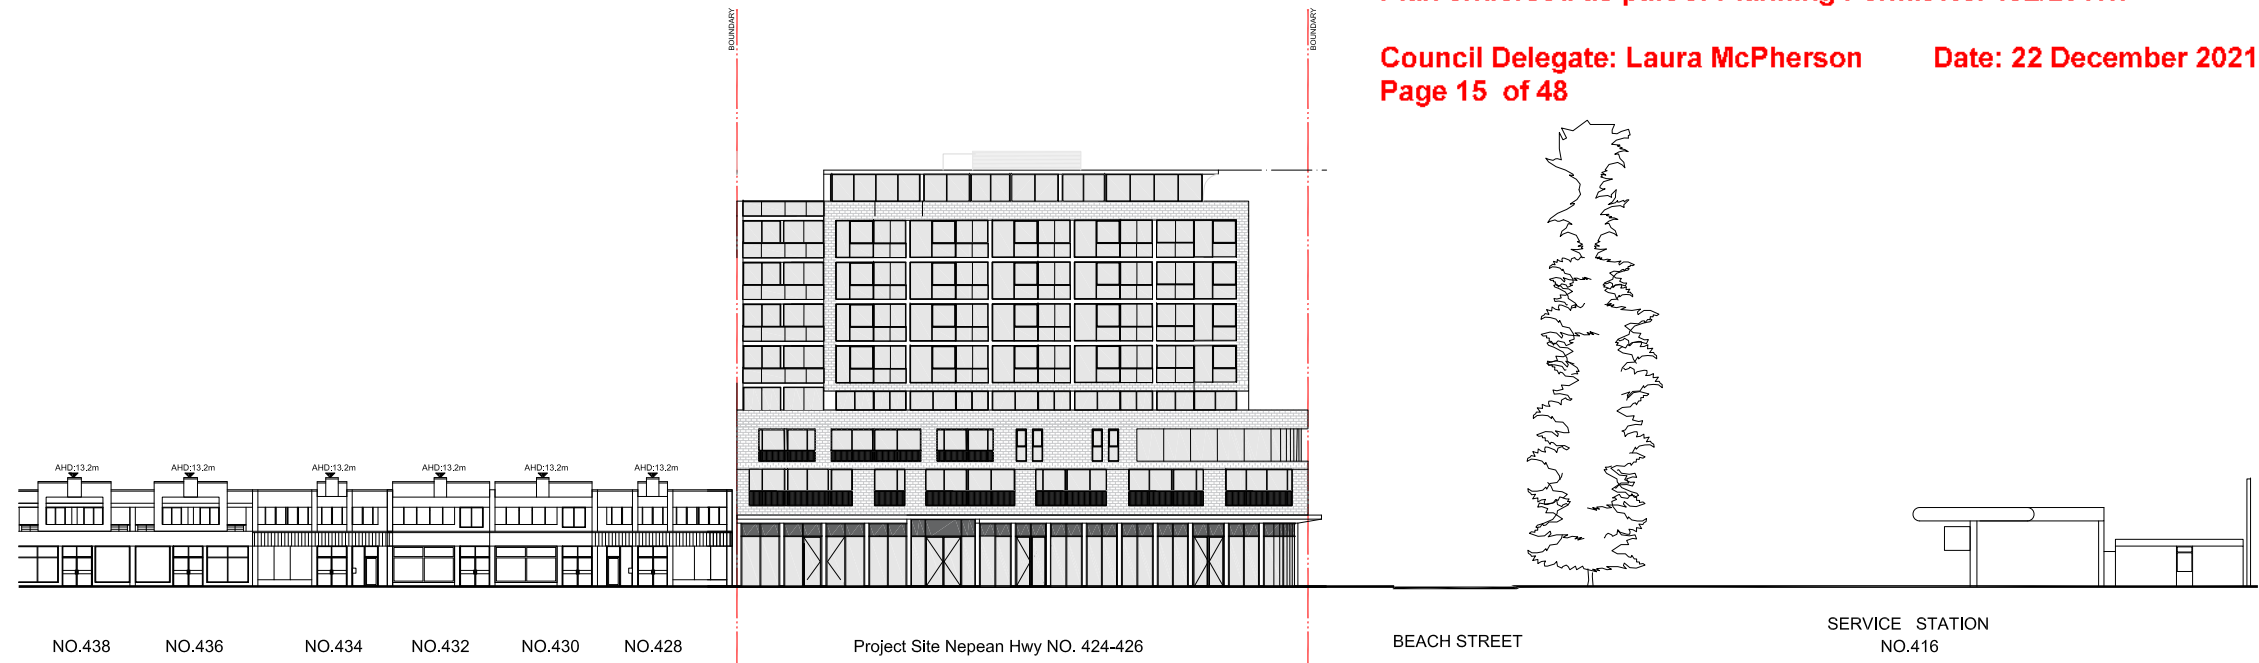 Council Delegate: Laura McPherson Date: 22 December 2021
Page 15 of 48
BOUNDARY
BOUNDARY
AHD:13.2m AHD:13.2m AHD:13.2m AHD:13.2m AHD:13.2m AHD:13.2m
NO.438 NO.436 NO.434 NO.432 NO.430 NO.428
Project Site Nepean Hwy NO. 424-426
BEACH STREET
SERVICE STATION
NO.416